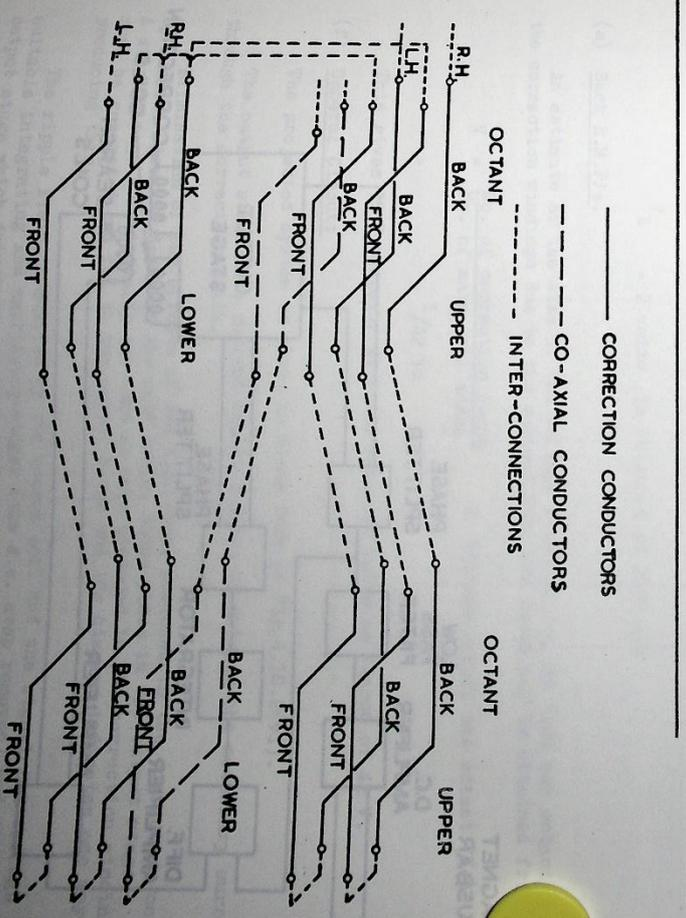 CORRECTION CONDUCTORS
CO-AXIAL CONDUCTORS
INTER-CONNECTIONS
OCTANT
OCTANT
R.H.
BACK
UPPER
BACK
UPPER
L.H.
BACK
BACK
FRONT
FRONT
BACK
FRONT
FRONT
FRONT
BACK
LOWER
R.H.
BACK
LOWER
BACK
L.H.
BACK
FRONT
FRONT
BACK
FRONT
FRONT
FRONT